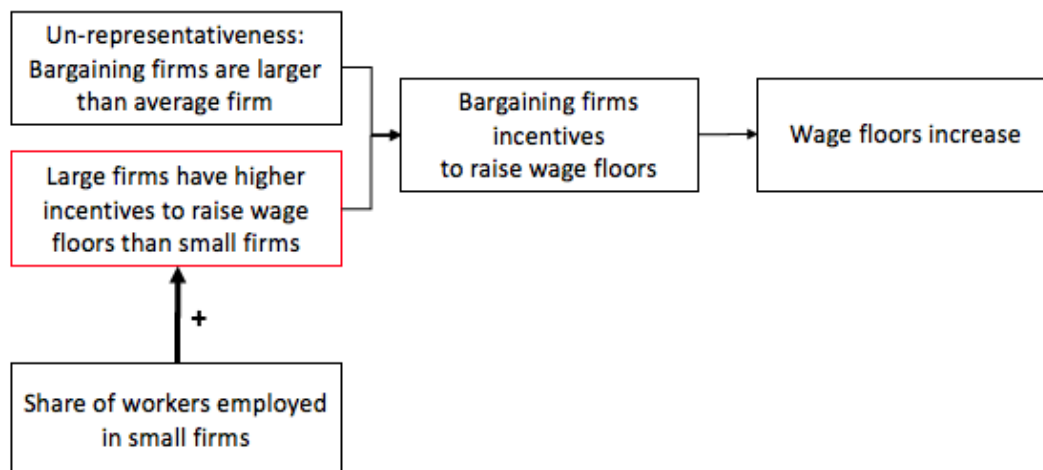 Un-representativeness:
Bargaining firms are larger
than average firm
Bargaining firms
incentives
to raise wage floors
Wage floors increase
Large firms have higher
incentives to raise wage
floors than small firms
+
Share of workers employed
in small firms